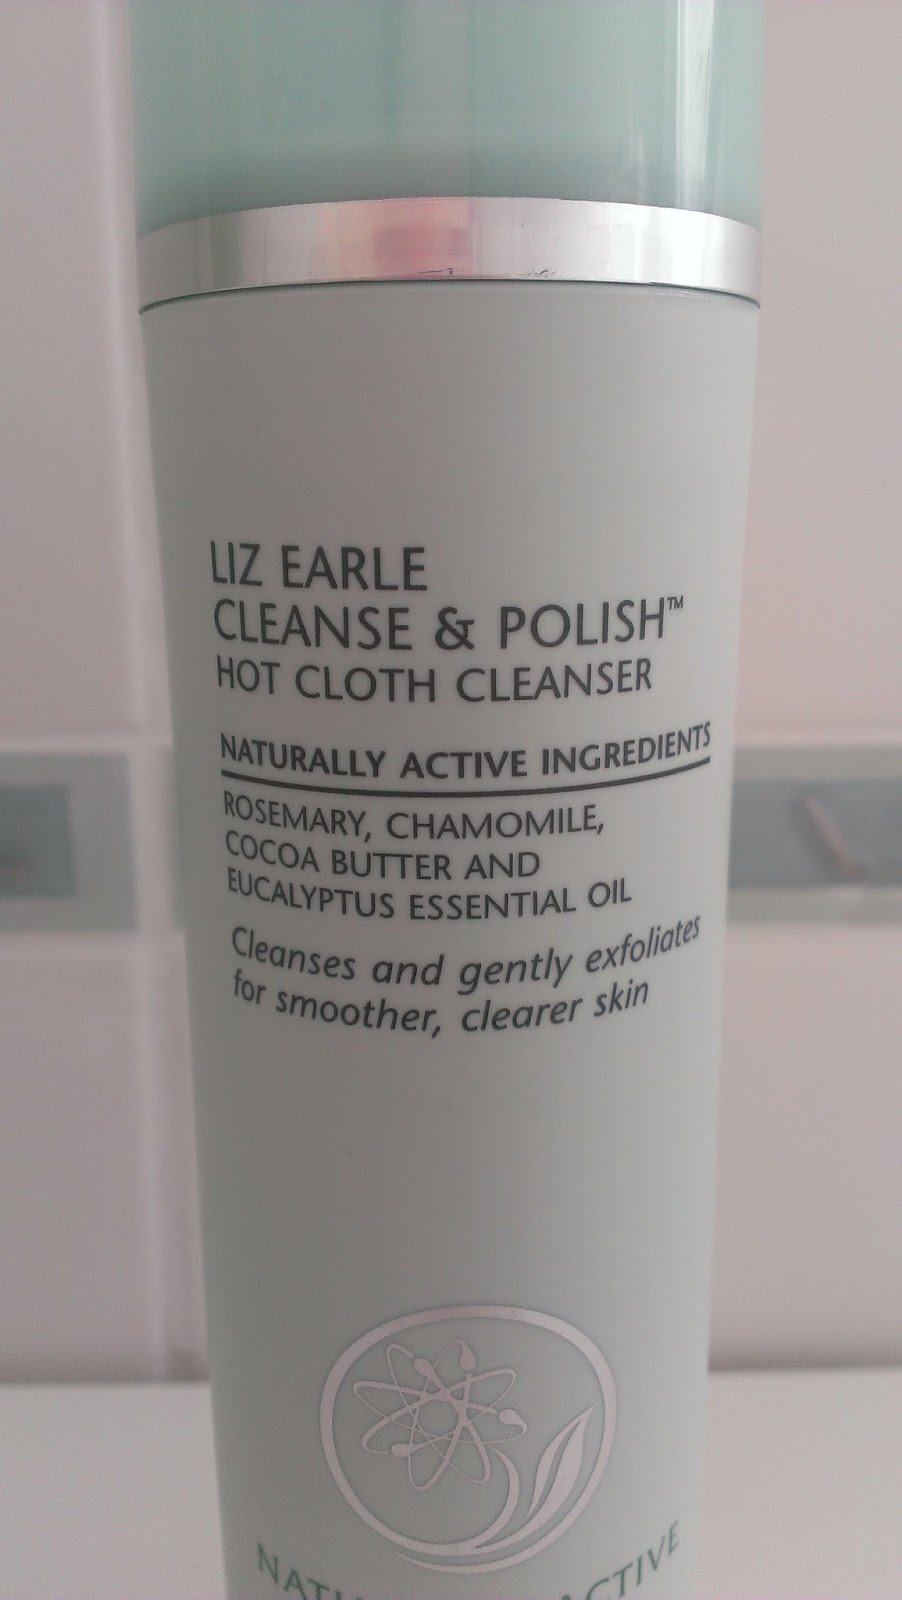 LIZ EARLE
CLEANSE & POLISH™
HOT CLOTH CLEANSER
NATURALLY ACTIVE INGREDIENTS
ROSEMARY, CHAMOMILE,
COCOA BUTTER AND
EUCALYPTUS ESSENTIAL OIL
Cleanses and gently exfoliates
for smoother, clearer skin